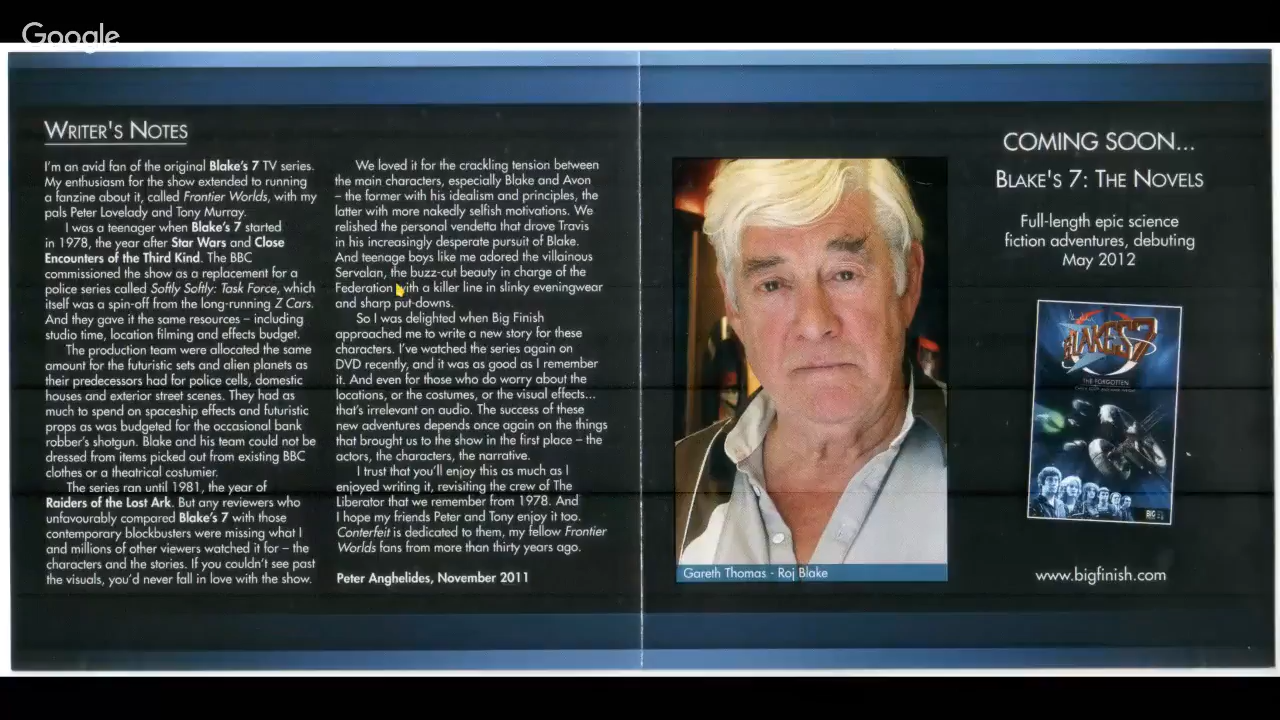 Google
WRITER'S NOTES
I'm an avid fan of the original Blake's 7 TV series.
My enthusiasm for the show extended to running
a fanzine about it, called Frontier Worlds, with my
pals Peter Lovelady and Tony Murray.
I was a teenager when Blake's 7 started
in 1978, the year after Star Wars and Close
Encounters of the Third Kind. The BBC
commissioned the show as a replacement for a
police series called Softly Softly: Task Force, which
itself was a spin-off from the long-running Z Cars.
And they gave it the same resources – including
studio time, location filming and effects budget.
The production team were allocated the same
amount for the futuristic sets and alien planets as
their predecessors had for police cells, domestic
houses and exterior street scenes. They had as
much to spend on spaceship effects and futuristic
props as was budgeted for the occasional bank
robber's shotgun. Blake and his team could not be
dressed from items picked out from existing BBC
clothes or a theatrical costumier.
The series ran until 1981, the year of
Raiders of the Lost Ark. But any reviewers who
unfavourably compared Blake's 7 with those
contemporary blockbusters were missing what I
and millions of other viewers watched it for – the
characters and the stories. If you couldn't see past
the visuals, you'd never fall in love with the show.
We loved it for the crackling tension between
the main characters, especially Blake and Avon
– the former with his idealism and principles, the
latter with more nakedly selfish motivations. We
relished the personal vendetta that drove Travis
in his increasingly desperate pursuit of Blake.
And teenage boys like me adored the villainous
Servalan, the buzz-cut beauty in charge of the
Federation with a killer line in slinky eveningwear
and sharp put-downs.
So I was delighted when Big Finish
approached me to write a new story for these
characters. I've watched the series again on
DVD recently, and it was as good as I remember
it. And even for those who do worry about the
locations, or the costumes, or the visual effects...
that's irrelevant on audio. The success of these
new adventures depends once again on the things
that brought us to the show in the first place – the
actors, the characters, the narrative.
I trust that you'll enjoy this as much as I
enjoyed writing it, revisiting the crew of The
Liberator that we remember from 1978. And
I hope my friends Peter and Tony enjoy it too.
Conterfeit is dedicated to them, my fellow Frontier
Worlds fans from more than thirty years ago.
Peter Anghelides, November 2011
Gareth Thomas - Roj Blake
COMING SOON...
BLAKE'S 7: THE NOVELS
Full-length epic science
fiction adventures, debuting
May 2012
BLAKES 7
THE FORGOTTEN
BIG
www.bigfinish.com